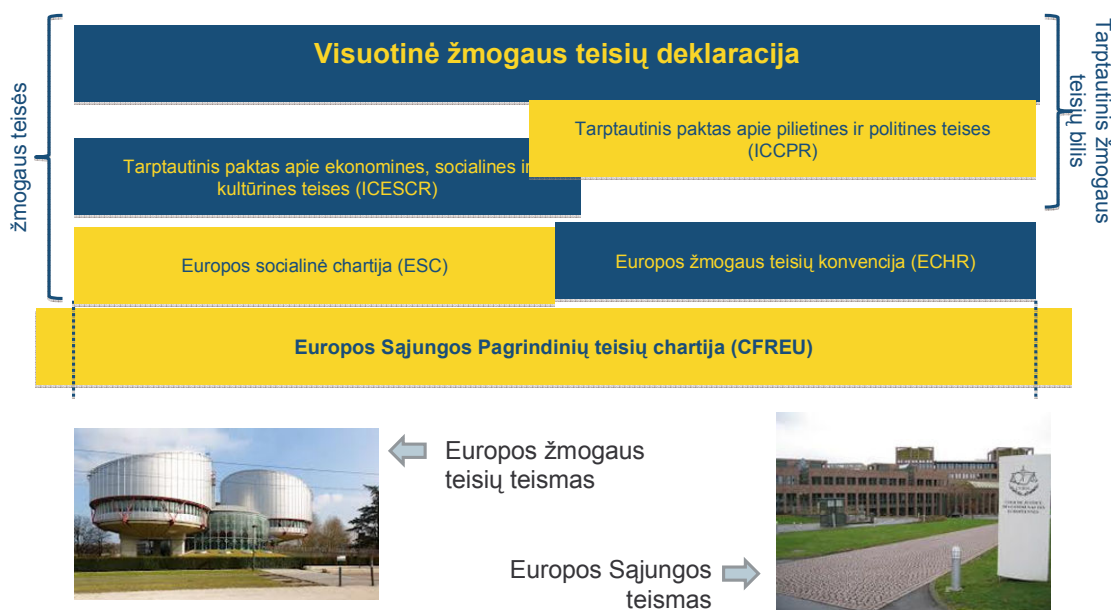 Visuotinė žmogaus teisių deklaracija
žmogaus teisės
Tarptautinis žmogaus
teisių bilis
Tarptautinis paktas apie pilietines ir politines teises
(ICCPR)
Tarptautinis paktas apie ekonomines, socialines ir
kultūrines teises (ICESCR)
Europos socialinė chartija (ESC)
Europos žmogaus teisių konvencija (ECHR)
Europos Sąjungos Pagrindinių teisių chartija (CFREU)
Europos žmogaus
teisių teismas
Europos Sąjungos
teismas